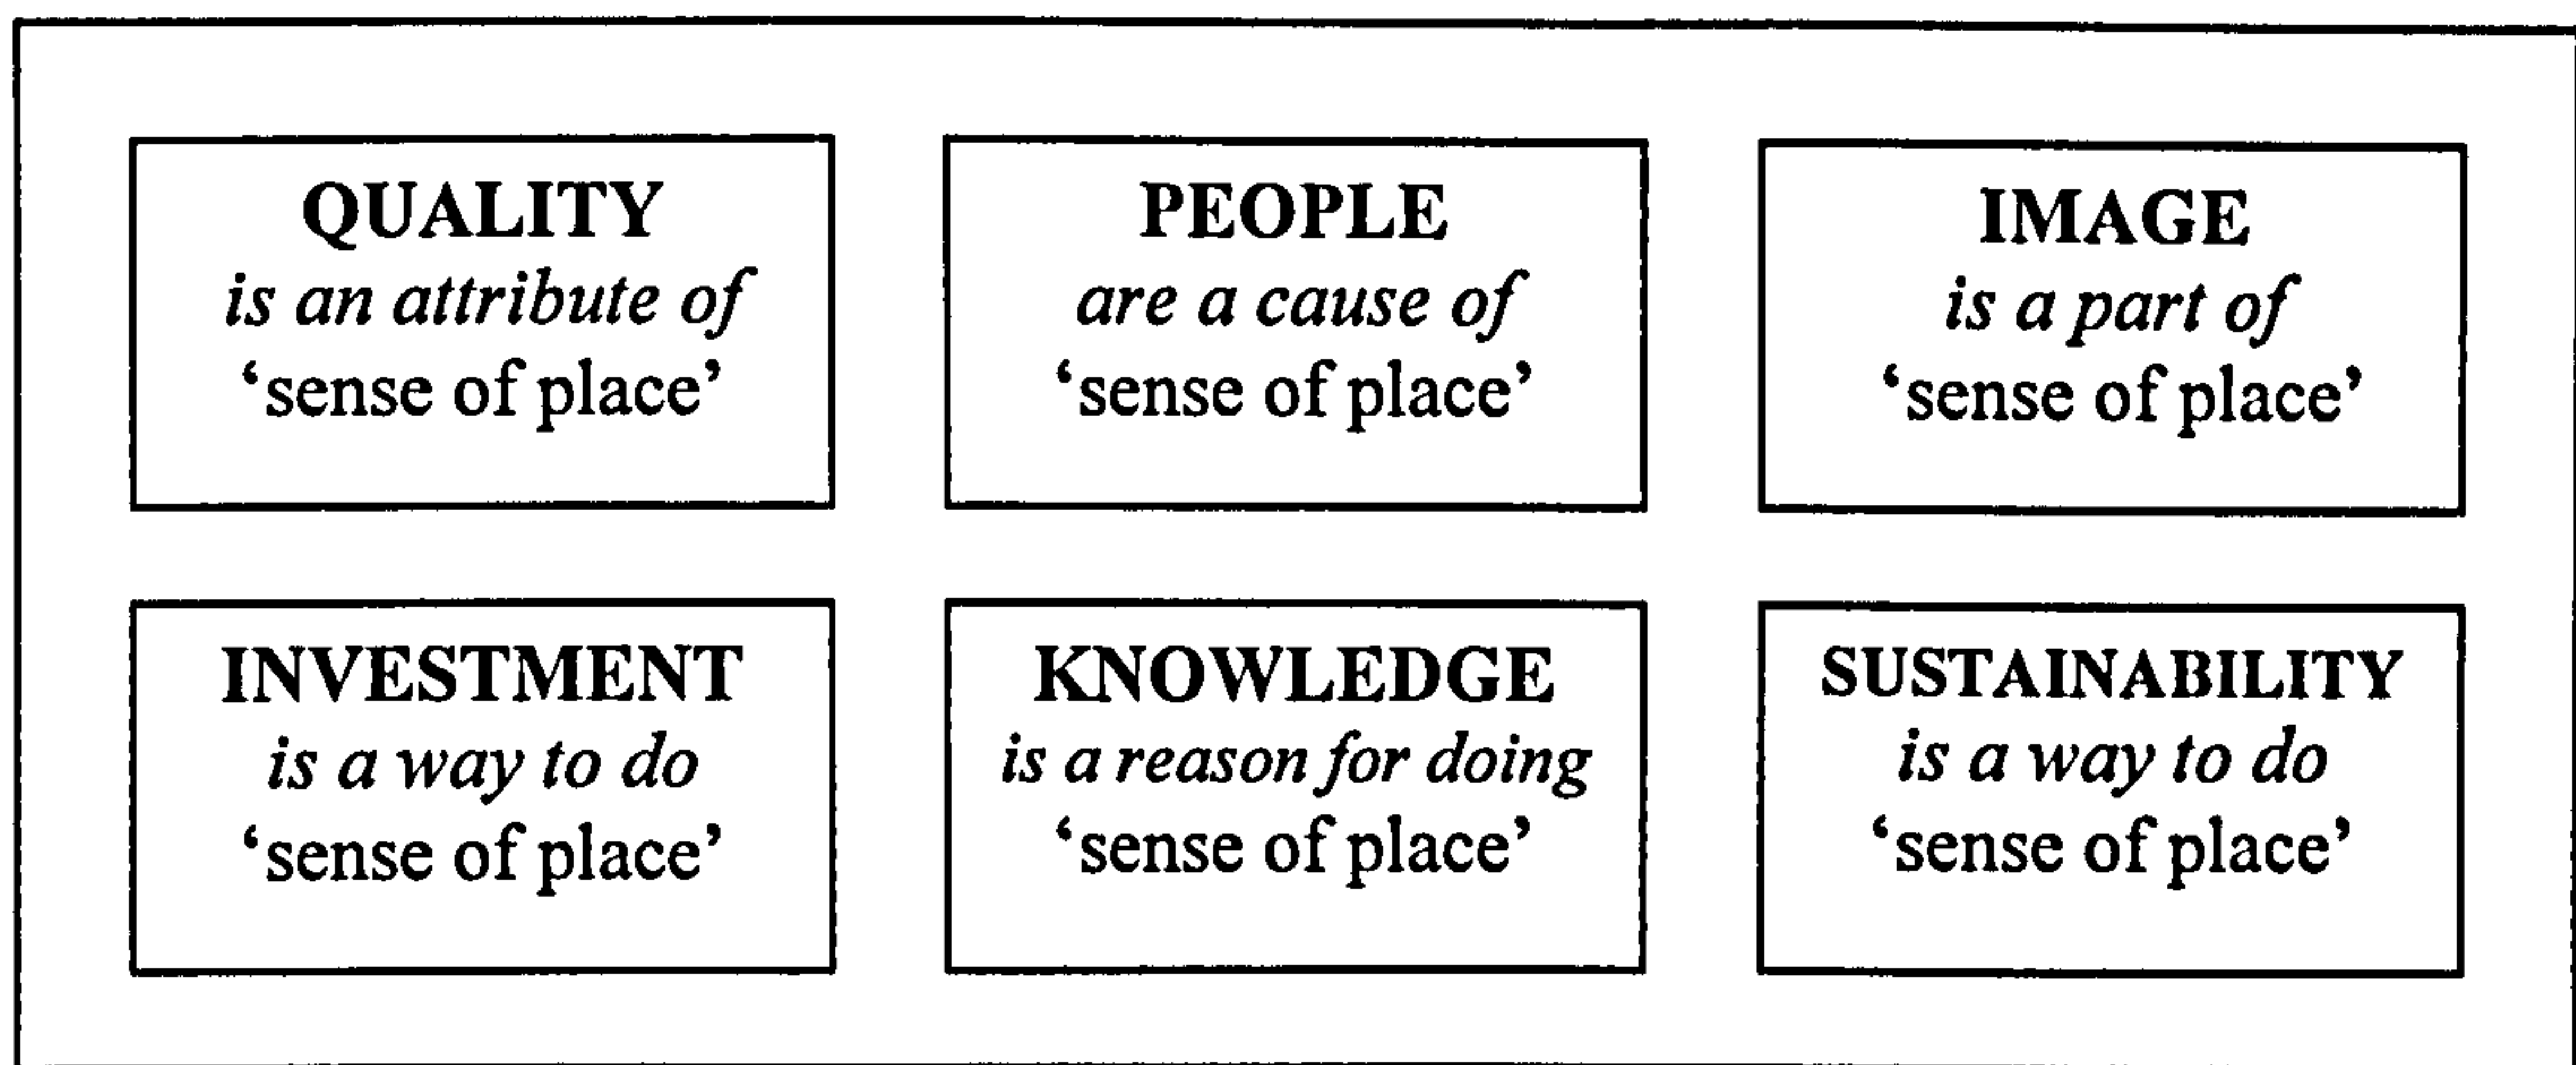 QUALITY
is an attribute of
‘sense of place’
PEOPLE
are a cause of
‘sense of place’
IMAGE
is a part of
‘sense of place’
INVESTMENT
is a way to do
‘sense of place’
KNOWLEDGE
is a reason for doing
‘sense of place’
SUSTAINABILITY
is a way to do
‘sense of place’